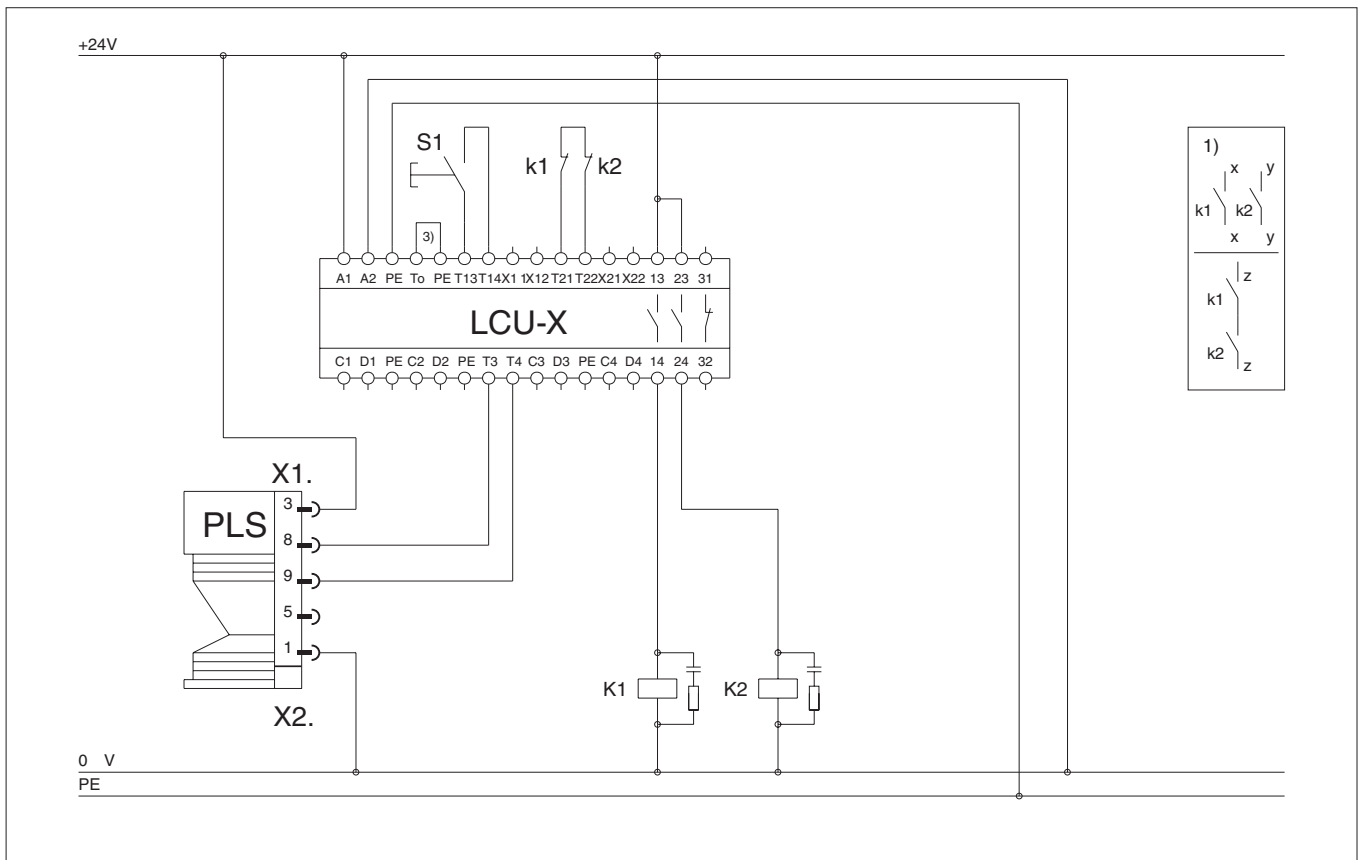 +24V
S1
k1
k2
3)
A1 A2 PE To PE T13 T14 X1 1 X12 T21 T22 X21 X22 13 23 31
LCU-X
C1 D1 PE C2 D2 PE T3 T4 C3 D3 PE C4 D4 14 24 32
1)
x y
k1 k2
x y
z
k1
k2
z
X1.
PLS
3
8
9
5
1
X2.
K1
K2
0 V
PE